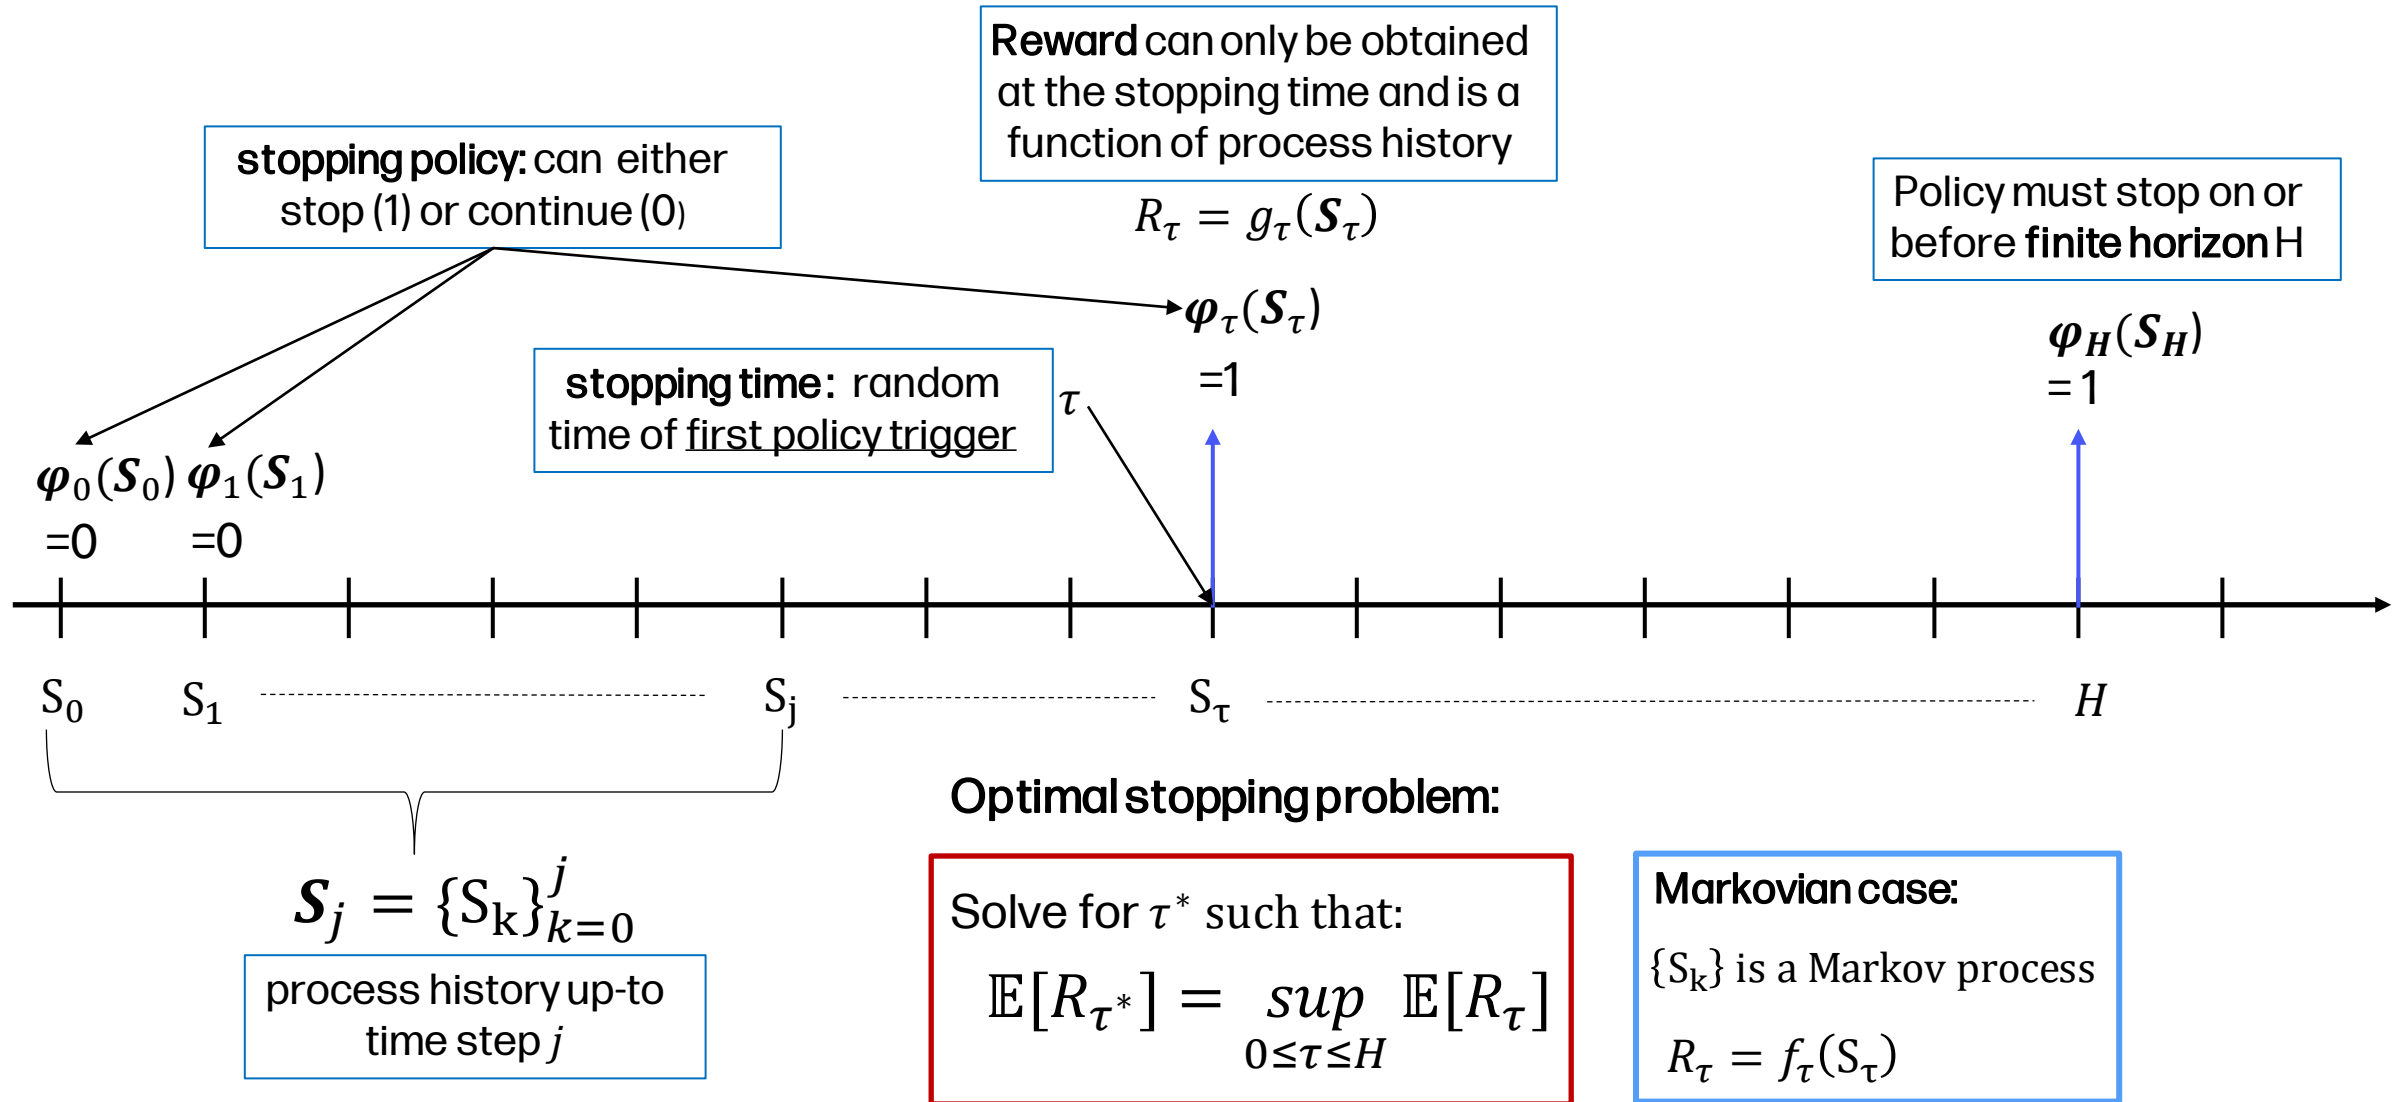 Reward can only be obtained
at the stopping time and is a
function of process history
R_τ = g_τ(S_τ)
stopping policy: can either
stop (1) or continue (0)
Policy must stop on or
before finite horizon H
φ_τ(S_τ)
=1
φ_H(S_H)
= 1
stopping time: random
time of first policy trigger
τ
φ_0(S_0) φ_1(S_1)
=0 =0
S_0 S_1 S_j S_τ H
S_j = {S_k}_{k=0}^j
process history up-to
time step j
Optimal stopping problem:
Solve for τ* such that:
𝔼[R_{τ*}] = sup 𝔼[R_τ]
0≤τ≤H
Markovian case:
{S_k} is a Markov process
R_τ = f_τ(S_τ)